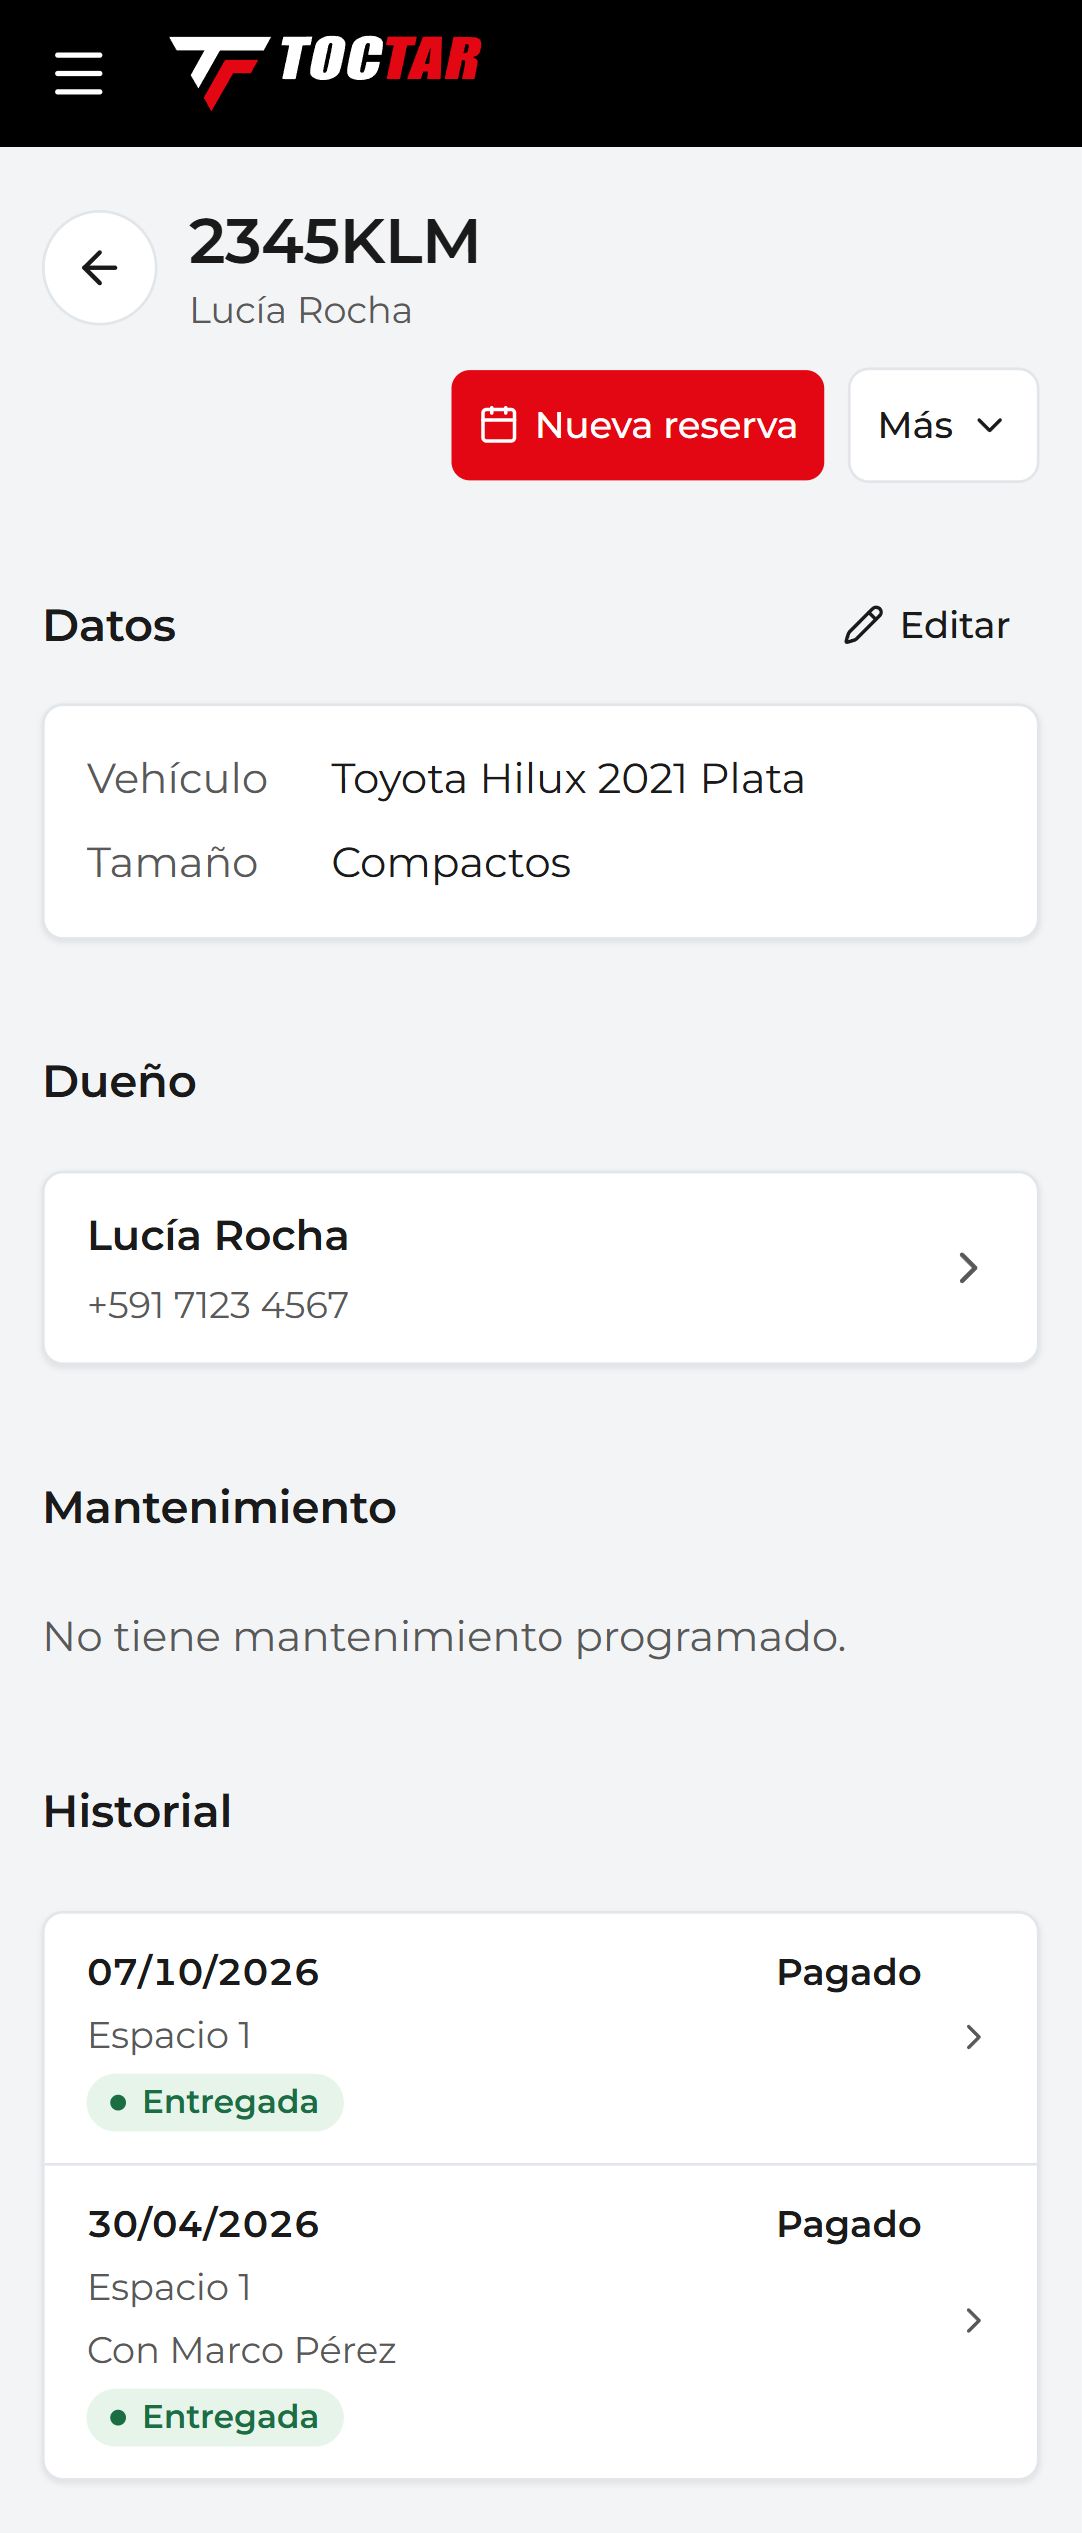 TOCTAR
2345KLM
Lucía Rocha
Nueva reserva
Más
Datos
Editar
Vehículo Toyota Hilux 2021 Plata
Tamaño Compactos
Dueño
Lucía Rocha
+591 7123 4567
Mantenimiento
No tiene mantenimiento programado.
Historial
07/10/2026 Pagado
Espacio 1
Entregada
30/04/2026 Pagado
Espacio 1
Con Marco Pérez
Entregada